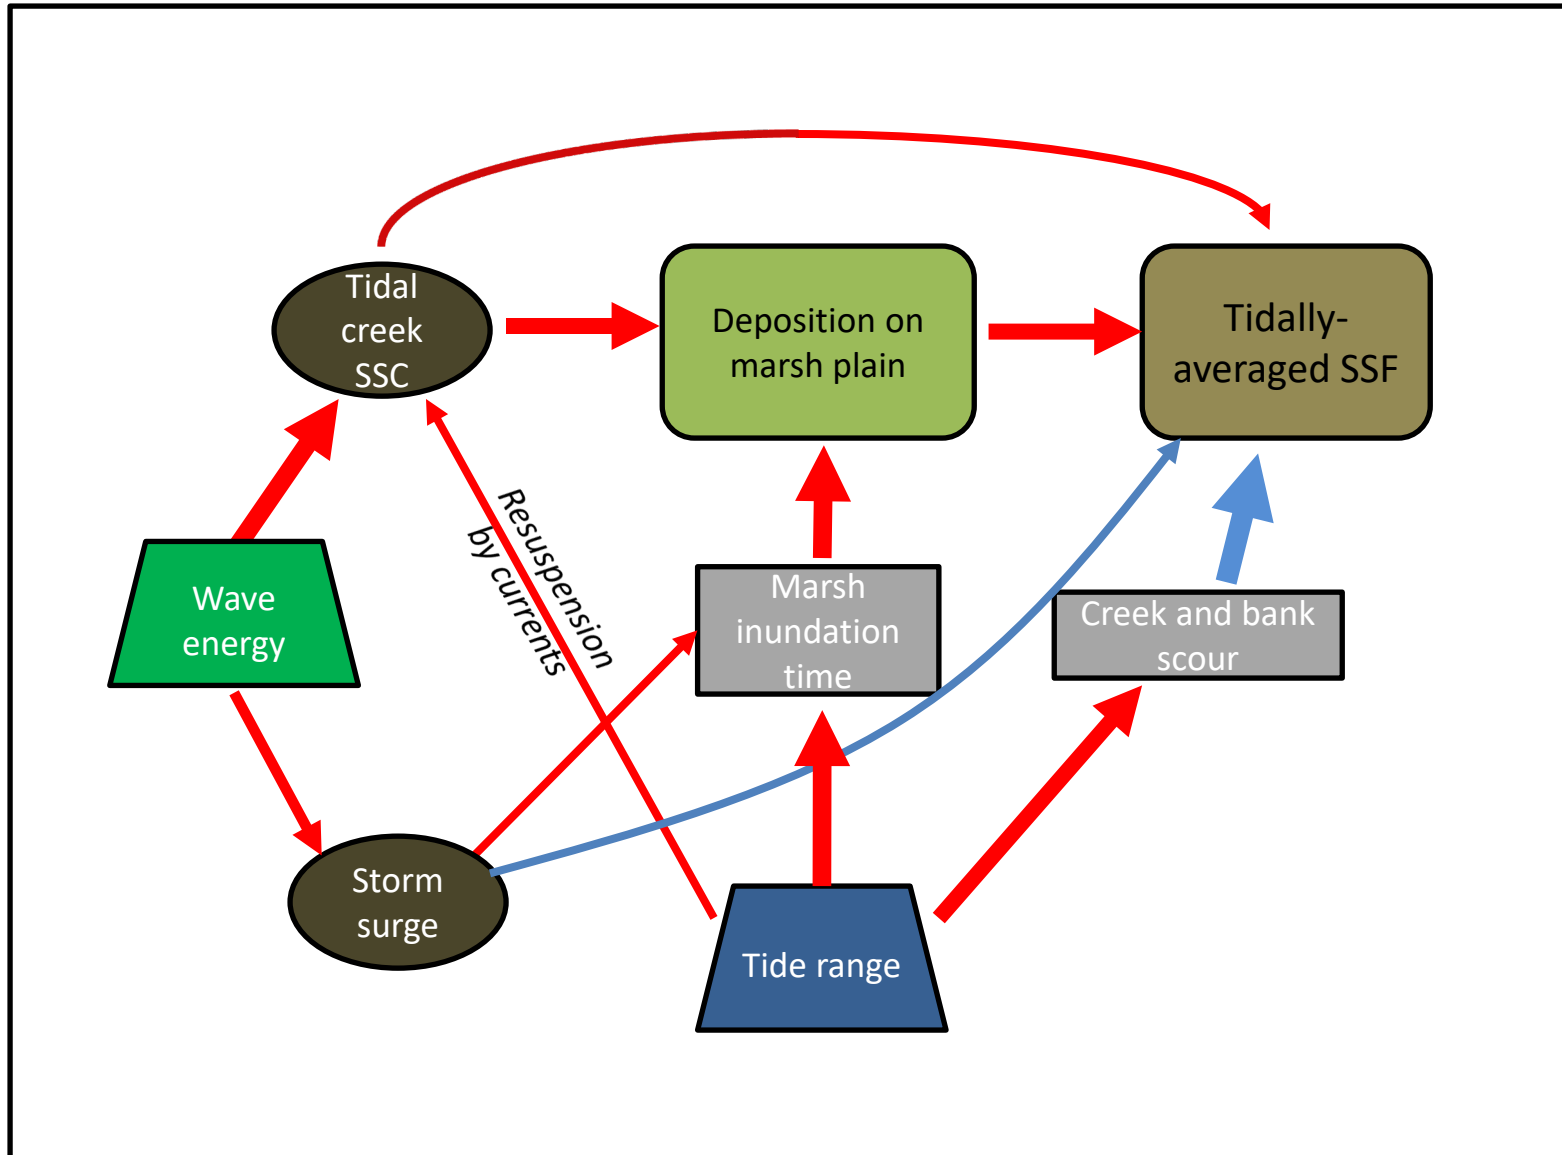 Tidal
creek
SSC
Deposition on
marsh plain
Tidally-
averaged SSF
Resuspension
by currents
Wave
energy
Marsh
inundation
time
Creek and bank
scour
Storm
surge
Tide range